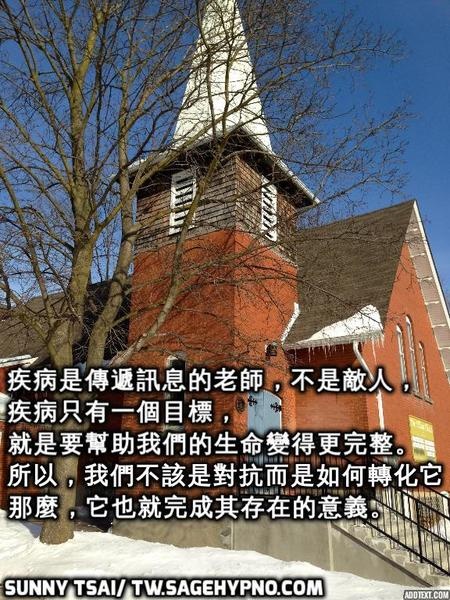 疾病是傳遞訊息的老師，不是敵人，
疾病只有一個目標，
就是要幫助我們的生命變得更完整。
所以，我們不該是對抗而是如何轉化它
那麼，它也就完成其存在的意義。
SUNNY TSAI/ TW.SAGEHYPNO.COM
ADDTEXT.COM